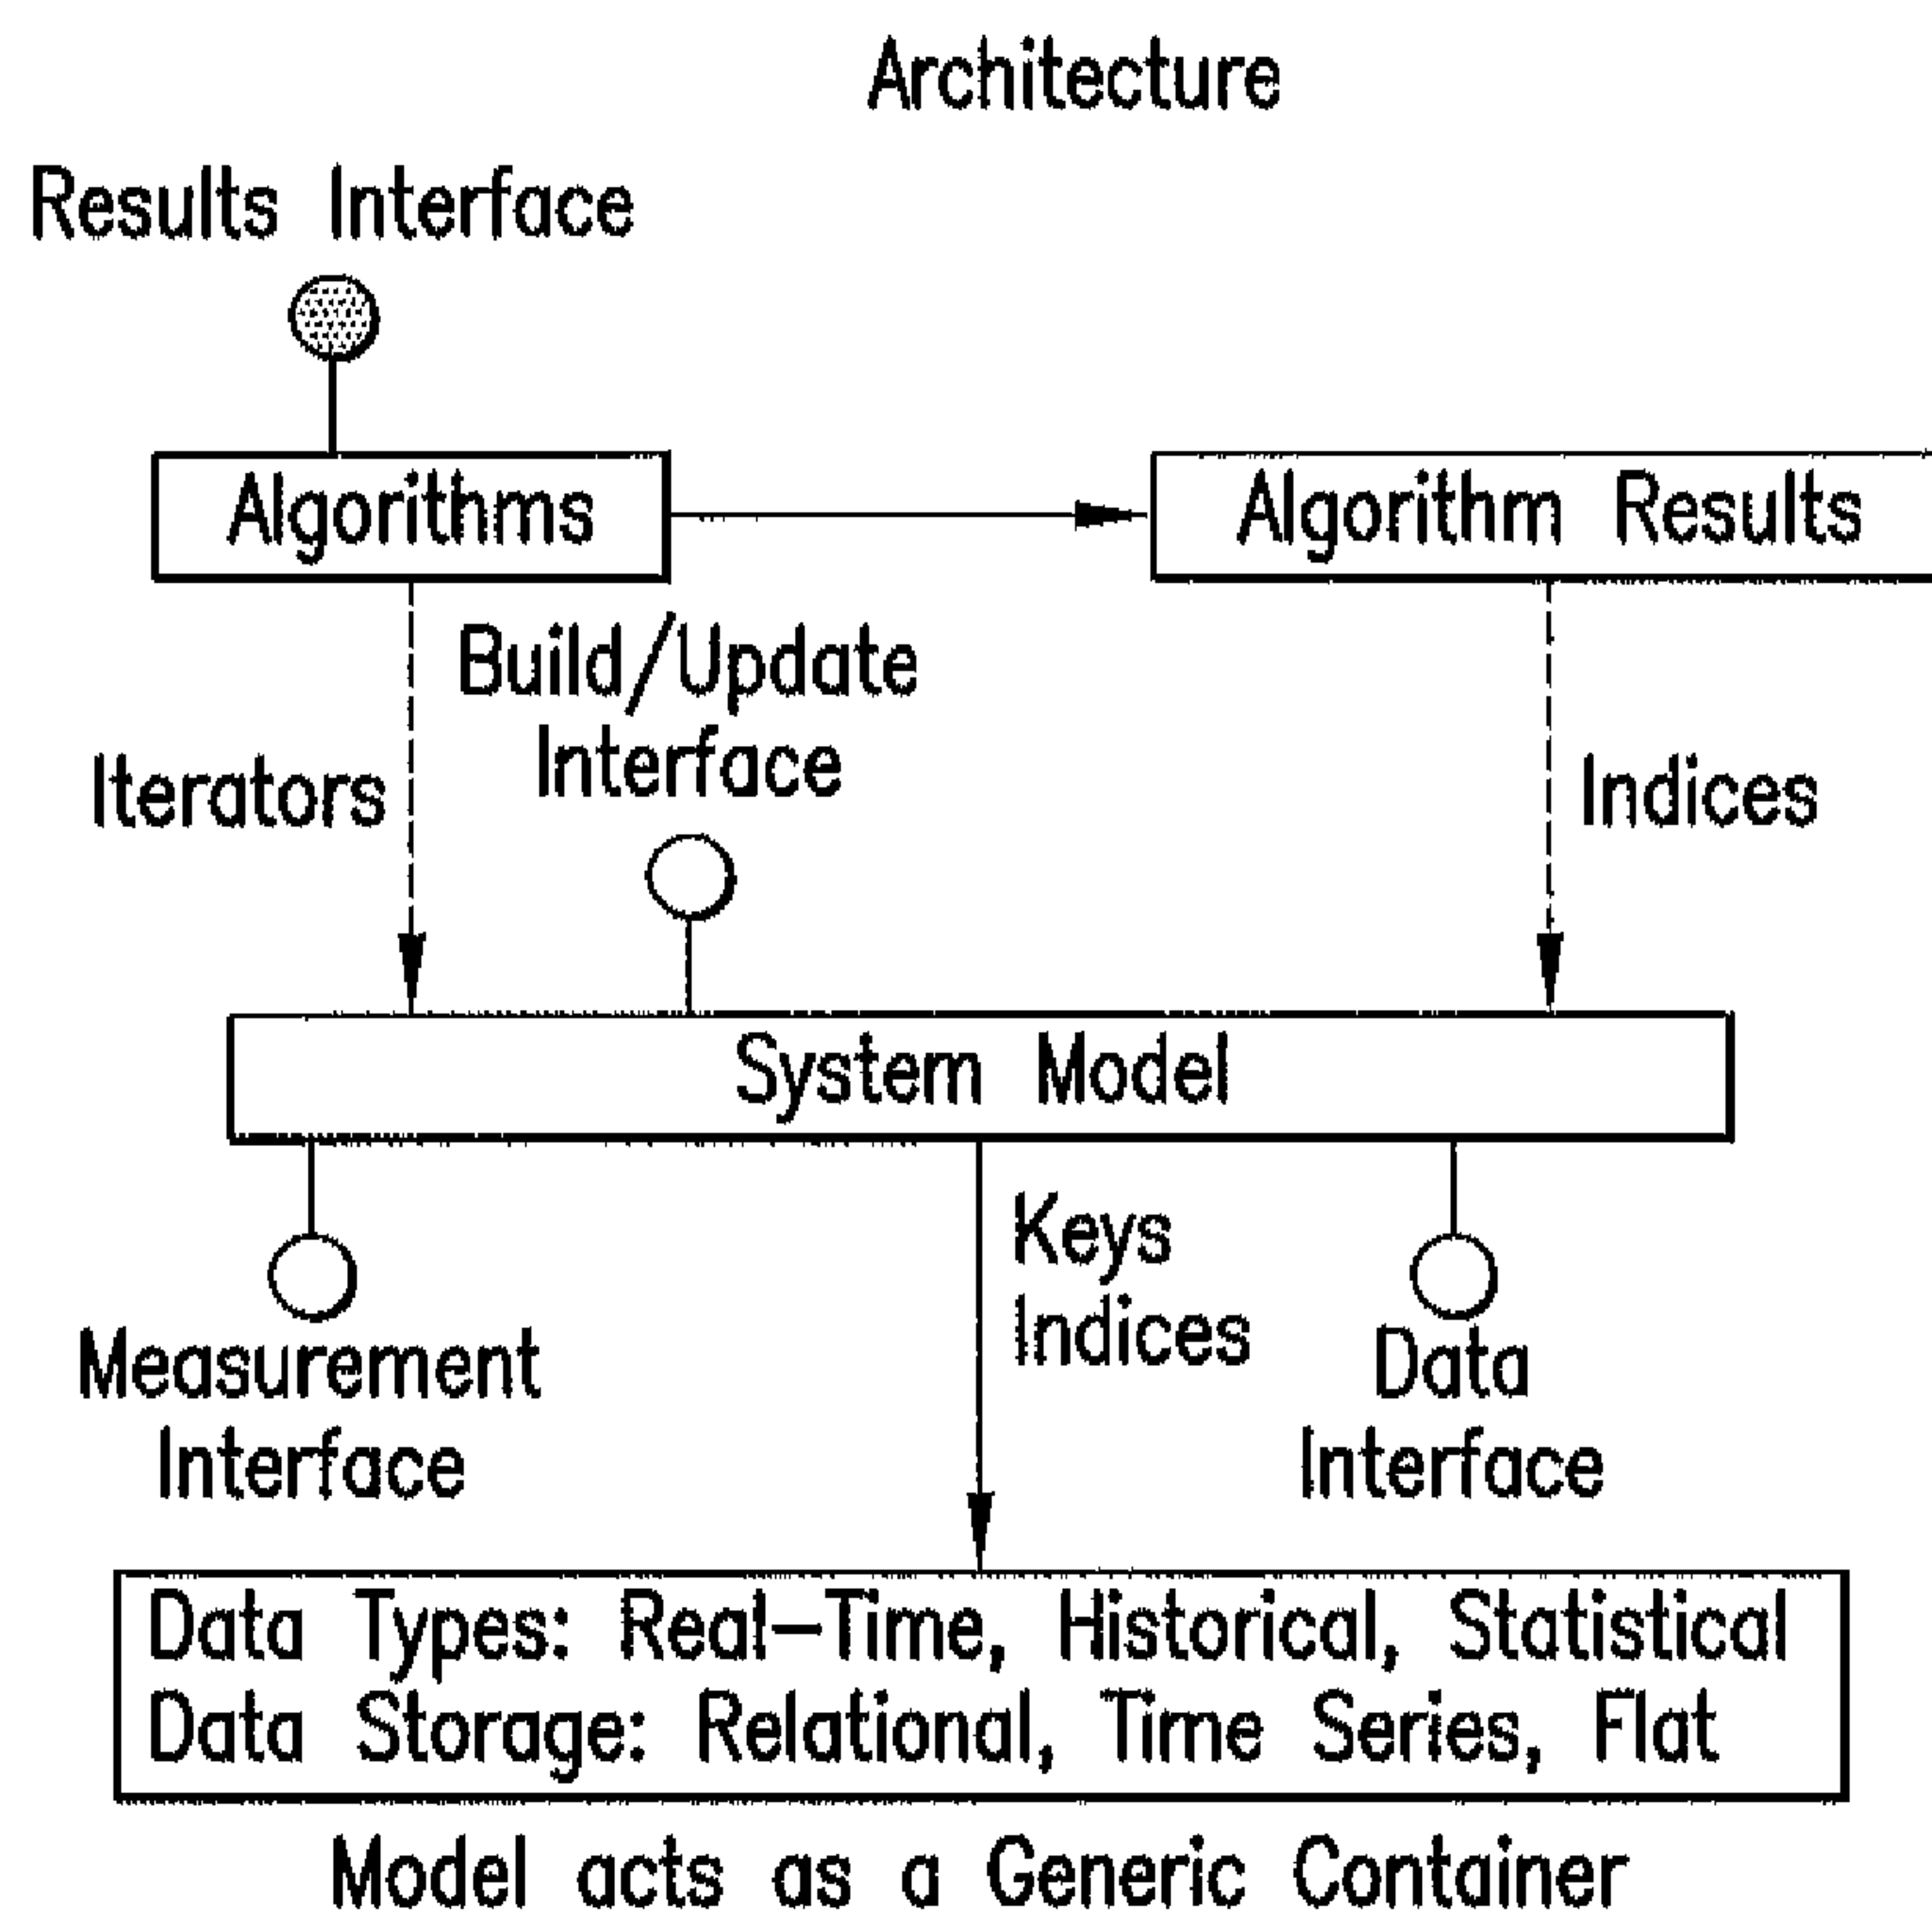 Architecture
Results Interface
Algorithms
Algorithm Results
Build/Update
Interface
Iterators
Indices
System Model
Keys
Indices
Measurement
Interface
Data
Interface
Data Types: Real-Time, Historical, Statistical
Data Storage: Relational, Time Series, Flat
Model acts as a Generic Container